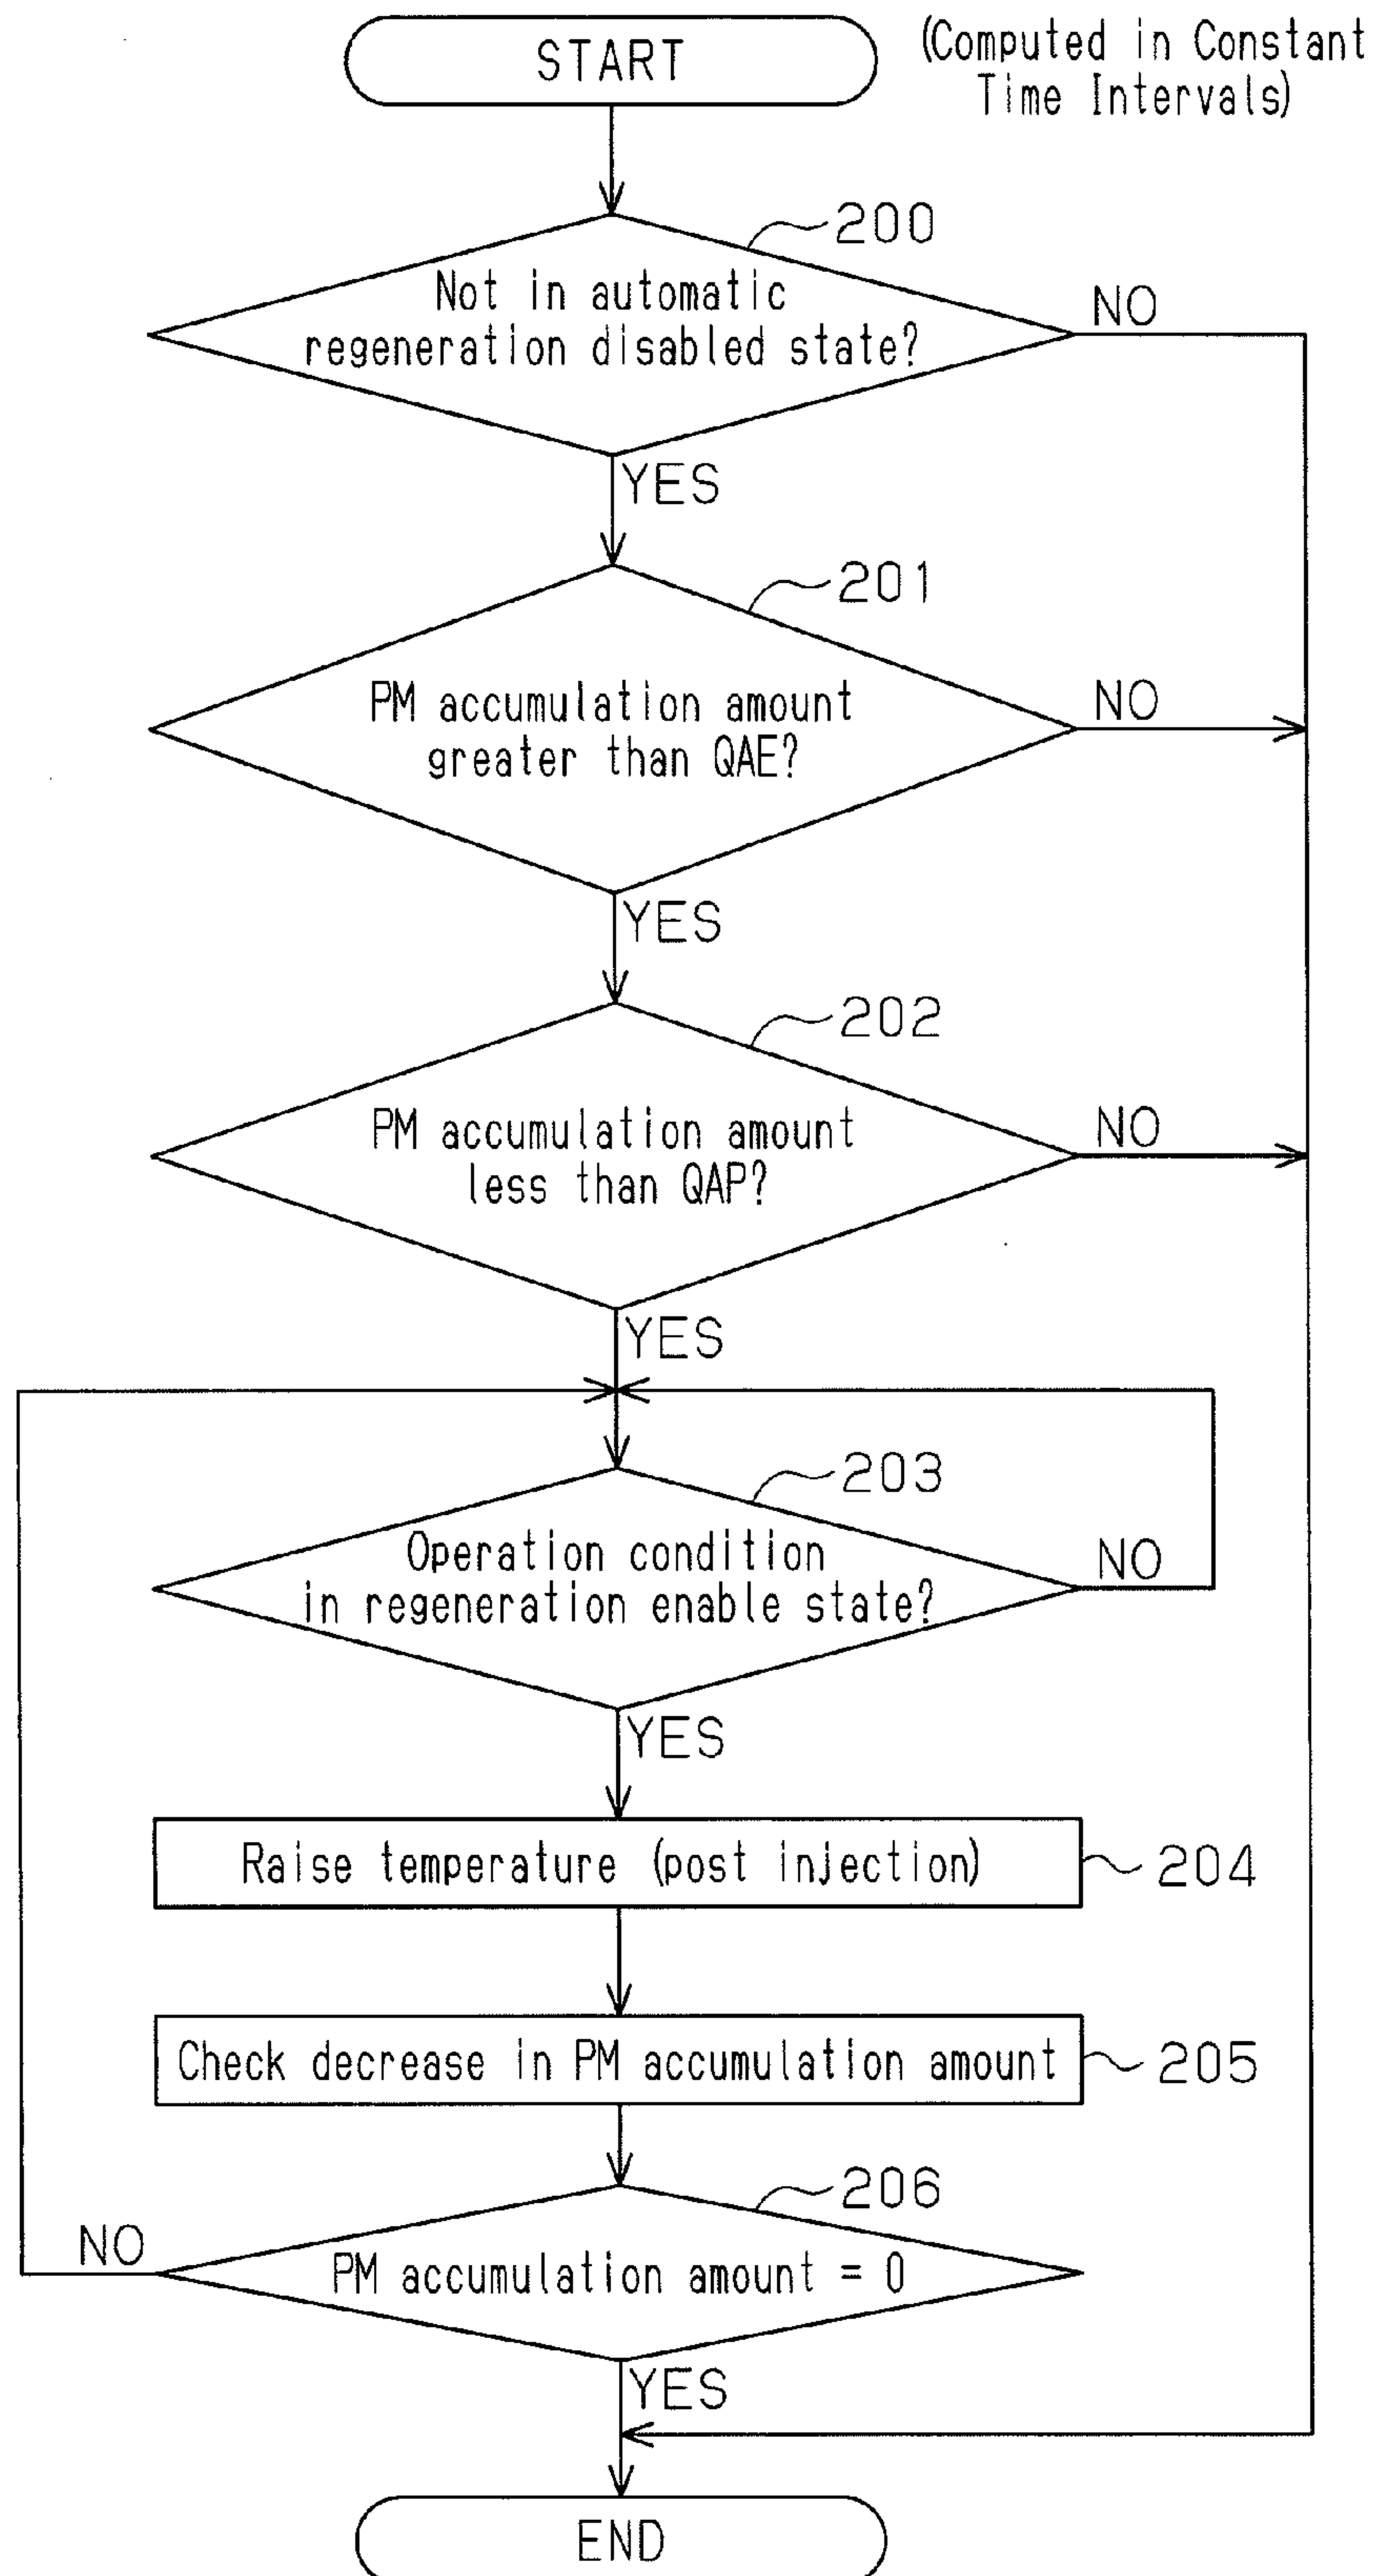 START
(Computed in Constant
Time Intervals)
200
Not in automatic
regeneration disabled state?
NO
YES
201
PM accumulation amount
greater than QAE?
NO
YES
202
PM accumulation amount
less than QAP?
NO
YES
203
Operation condition
in regeneration enable state?
NO
YES
Raise temperature (post injection)
204
Check decrease in PM accumulation amount
205
206
NO
PM accumulation amount = 0
YES
END